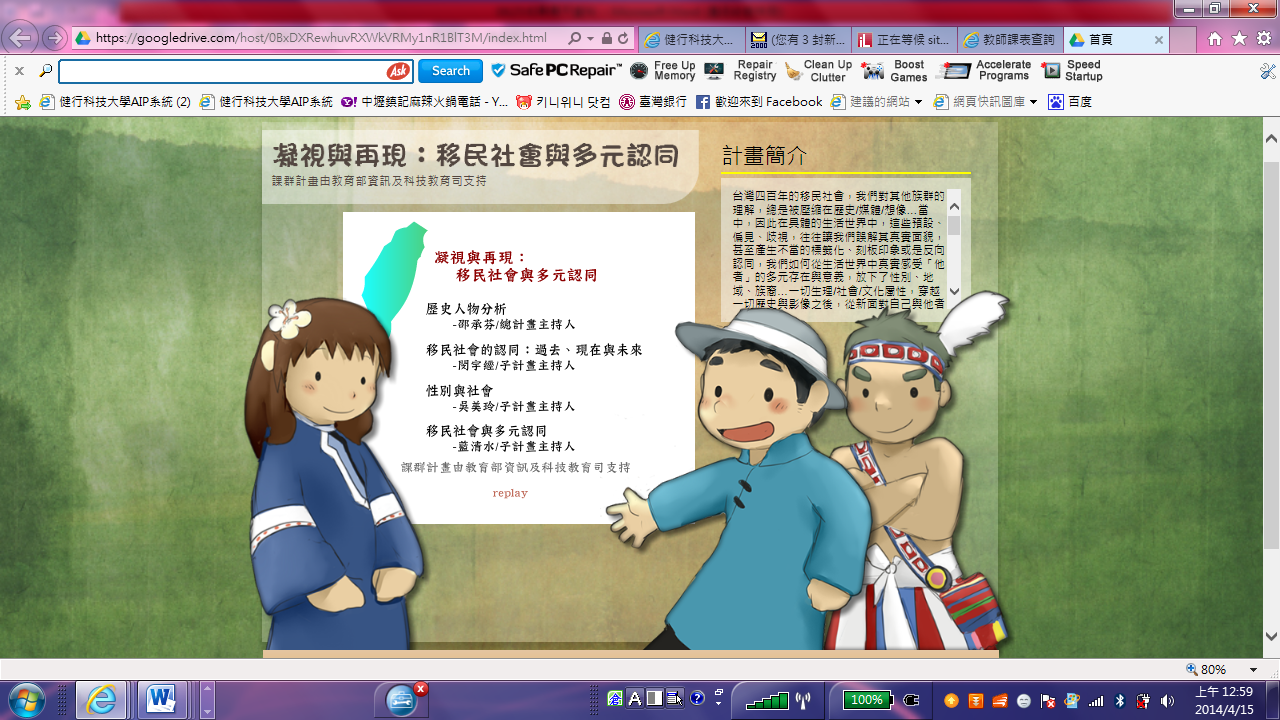 https://googledrive.com/host/0BxDXRewhuvRXWkVRMy1nR1BlT3M/index.html
健行科技大...
(您有 3 封新...
正在等候 sit...
教師課表查詢
首頁
Ask
Search
Safe PC Repair
Free Up Memory
Repair Registry
Clean Up Clutter
Boost Games
Accelerate Programs
Speed Startup
健行科技大學AIP系統 (2)
健行科技大學AIP系統
中壢鐃記麻辣火鍋電話 - Y...
키니위니 닷컴
臺灣銀行
歡迎來到 Facebook
建議的網站
網頁快訊圖庫
百度
凝視與再現：移民社會與多元認同
課群計畫由教育部資訊及科技教育司支持
計畫簡介
台灣四百年的移民社會，我們對其他族群的
理解，總是被壓縮在歷史/媒體/想像...當
中，因此在具體的生活世界中，這些預設、
偏見、歧視，往往讓我們誤解其真實面貌，
甚至產生不當的標籤化、刻板印象或是反向
認同，我們如何從生活世界中真實感受「他
者」的多元存在與意義，放下了性別、地
域、族裔...一切生理/社會/文化屬性，穿越
一切歷史與影像之後，從新面對自己與他者
凝視與再現：
移民社會與多元認同
歷史人物分析
-邵承芬/總計畫主持人
移民社會的認同：過去、現在與未來
-閔宇經/子計畫主持人
性別與社會
-吳美玲/子計畫主持人
移民社會與多元認同
-藍清水/子計畫主持人
課群計畫由教育部資訊及科技教育司支持
replay
80%
100%
上午 12:59
2014/4/15